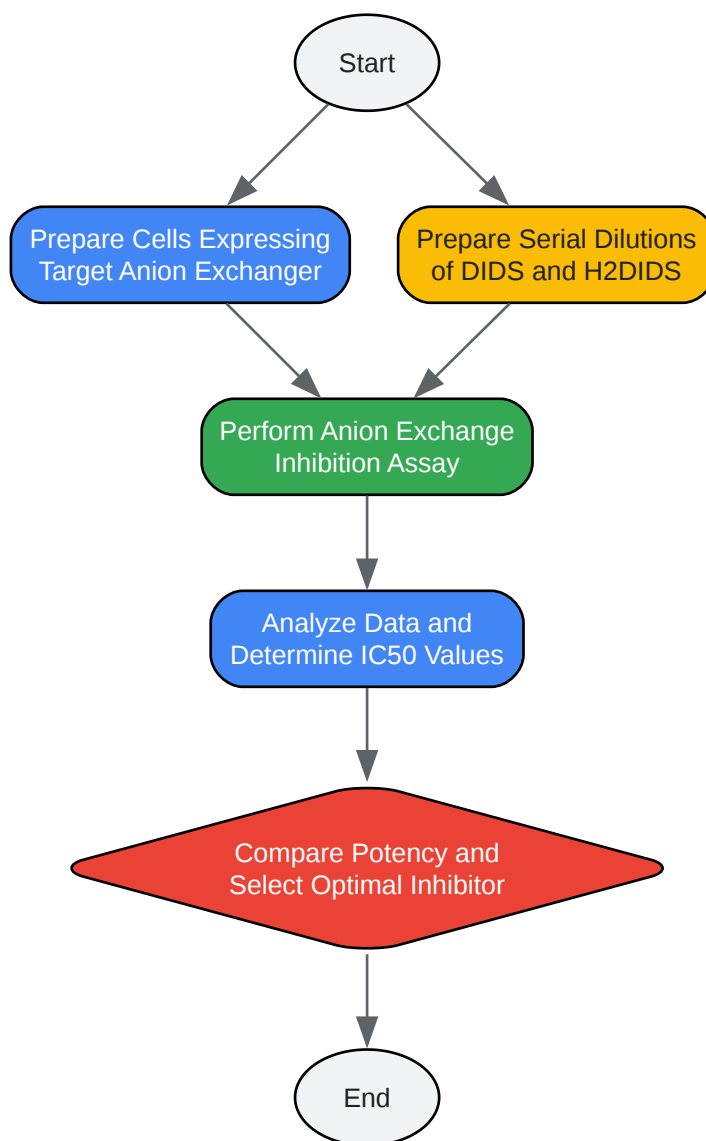 Start
Prepare Cells Expressing
Target Anion Exchanger
Prepare Serial Dilutions
of DIDS and H2DIDS
Perform Anion Exchange
Inhibition Assay
Analyze Data and
Determine IC50 Values
Compare Potency and
Select Optimal Inhibitor
End